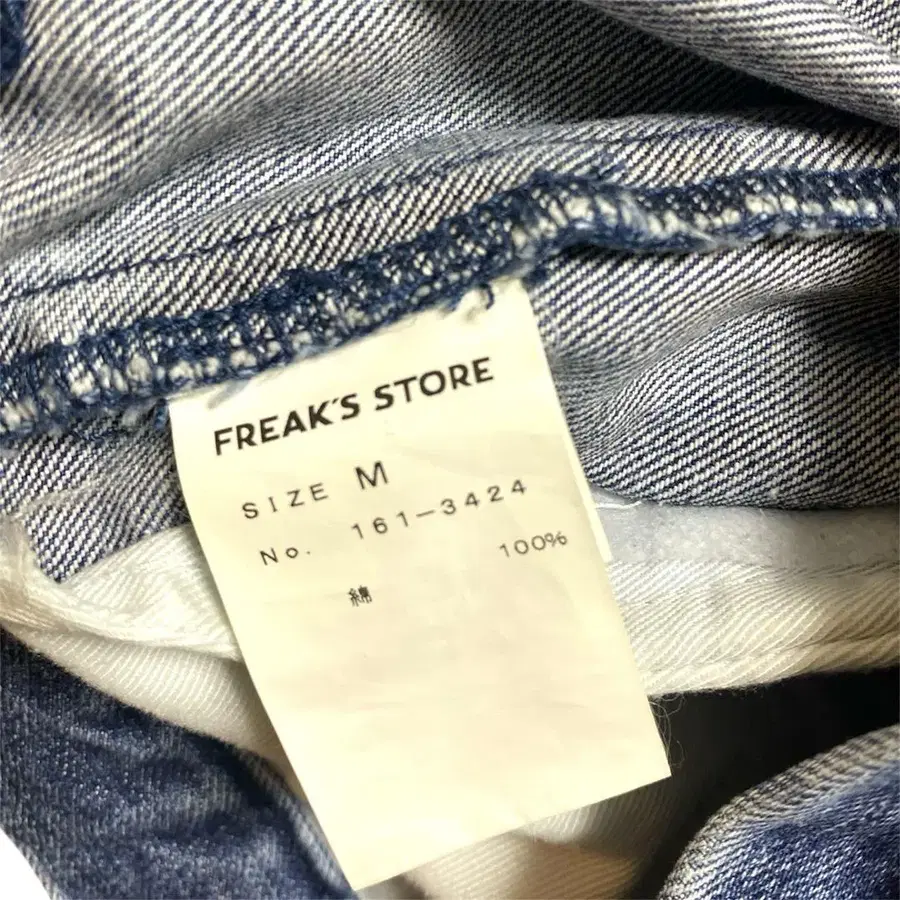 FREAK'S STORE
SIZE M
No. 161-3424
綿 100%